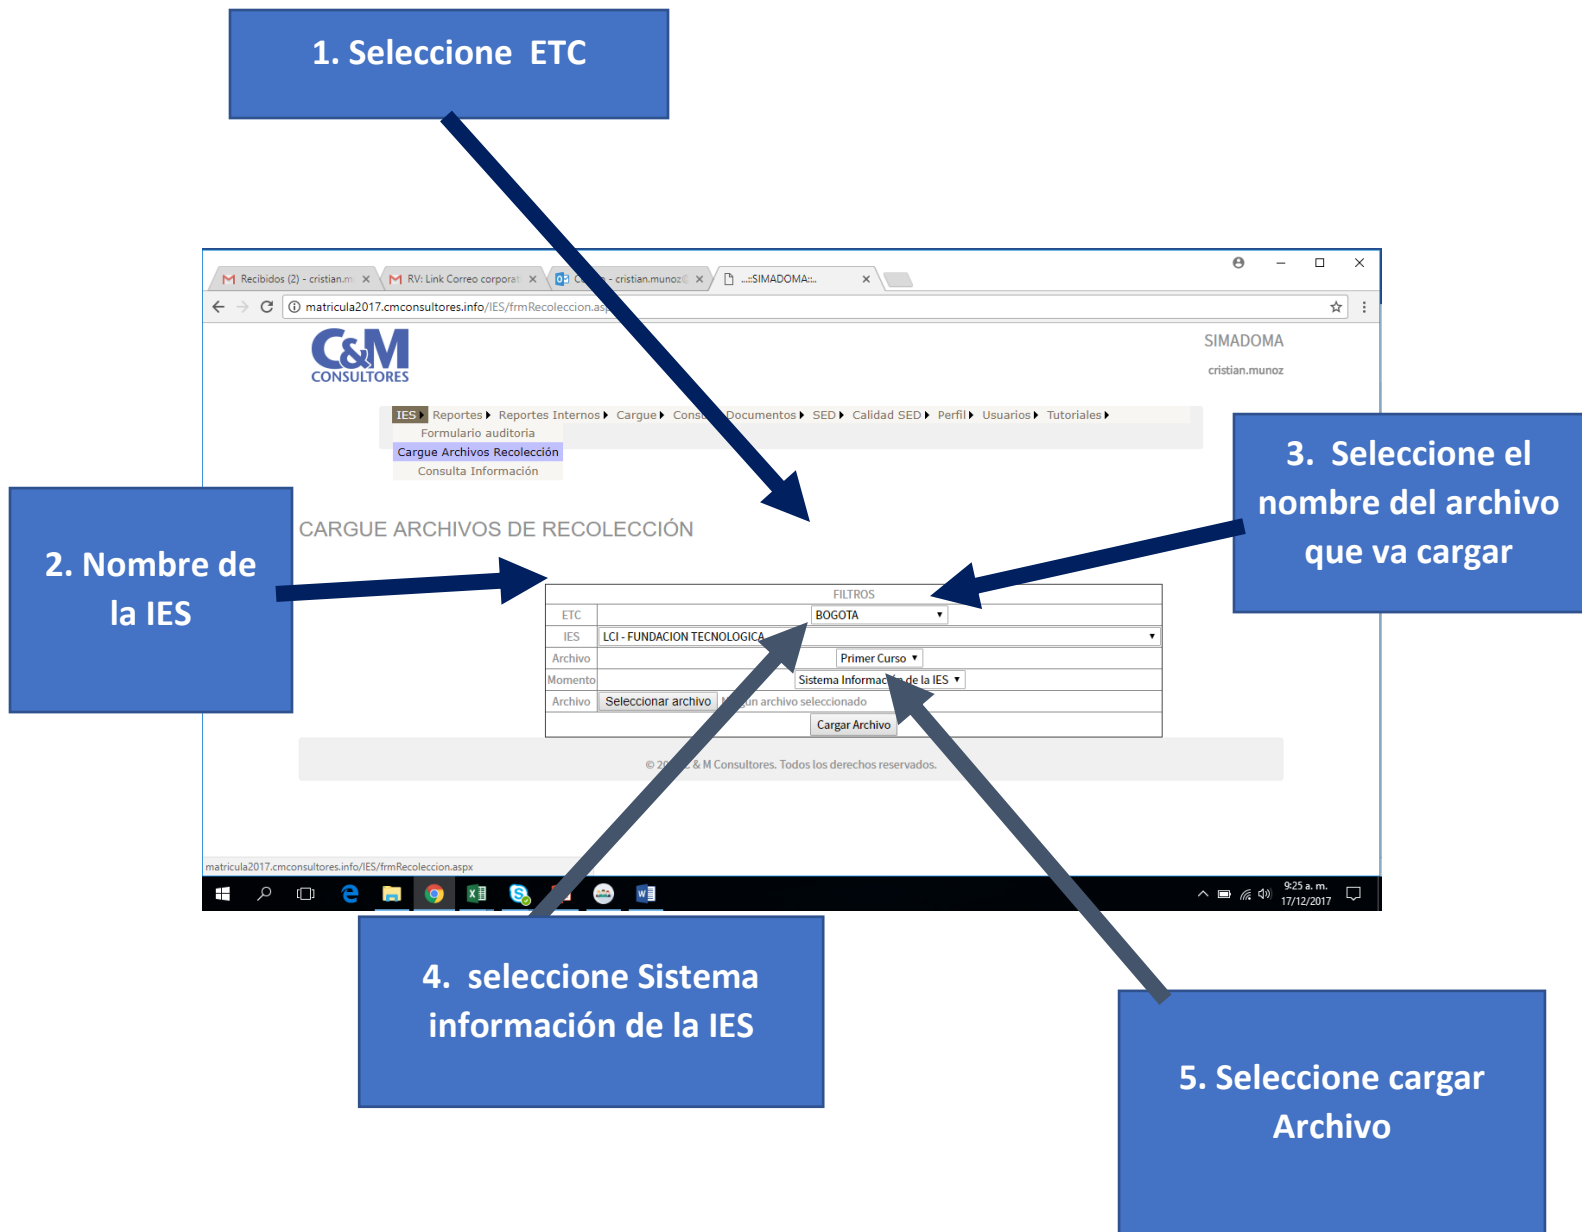 1. Seleccione ETC
Recibidos (2) - cristian.m
RV: Link Correo corporat
- cristian.munoz@
...::SIMADOMA::..
matricula2017.cmconsultores.info/IES/frmRecoleccion.as
C&M
CONSULTORES
SIMADOMA
cristian.munoz
IES Reportes Reportes Internos Cargue Documentos SED Calidad SED Perfil Usuarios Tutoriales
Formulario auditoria
Cargue Archivos Recolección
Consulta Información
3. Seleccione el
nombre del archivo
que va cargar
CARGUE ARCHIVOS DE RECOLECCIÓN
2. Nombre de
la IES
FILTROS
ETC BOGOTA
IES LCI - FUNDACION TECNOLOGICA
Archivo Primer Curso
Momento Sistema Información de la IES
Archivo Seleccionar archivo archivo seleccionado
Cargar Archivo
© & M Consultores. Todos los derechos reservados.
matricula2017.cmconsultores.info/IES/frmRecoleccion.aspx
9:25 a. m.
17/12/2017
4. seleccione Sistema
información de la IES
5. Seleccione cargar
Archivo